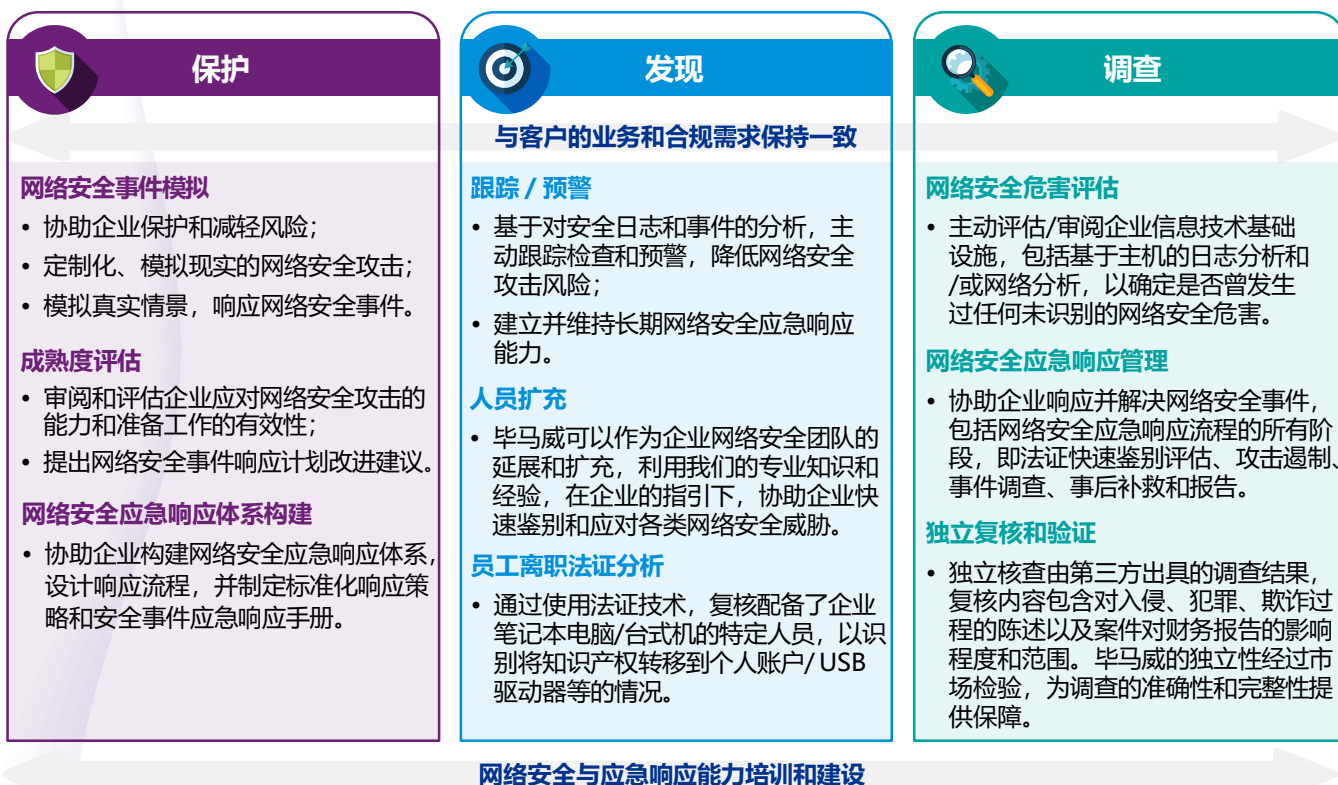 保护
发现
调查
与客户的业务和合规需求保持一致
网络安全事件模拟
• 协助企业保护和减轻风险；
• 定制化、模拟现实的网络安全攻击；
• 模拟真实情景，响应网络安全事件。
成熟度评估
• 审阅和评估企业应对网络安全攻击的
能力和准备工作的有效性；
• 提出网络安全事件响应计划改进建议。
网络安全应急响应体系构建
• 协助企业构建网络安全应急响应体系，
设计响应流程，并制定标准化响应策
略和安全事件应急响应手册。
跟踪 / 预警
• 基于对安全日志和事件的分析，主
动跟踪检查和预警，降低网络安全
攻击风险；
• 建立并维持长期网络安全应急响应
能力。
人员扩充
• 毕马威可以作为企业网络安全团队的
延展和扩充，利用我们的专业知识和
经验，在企业的指引下，协助企业快
速鉴别和应对各类网络安全威胁。
员工离职法证分析
• 通过使用法证技术，复核配备了企业
笔记本电脑/台式机的特定人员，以识
别将知识产权转移到个人账户/ USB
驱动器等的情况。
网络安全危害评估
• 主动评估/审阅企业信息技术基础
设施，包括基于主机的日志分析和
/或网络分析，以确定是否曾发生
过任何未识别的网络安全危害。
网络安全应急响应管理
• 协助企业响应并解决网络安全事件，
包括网络安全应急响应流程的所有阶
段，即法证快速鉴别评估、攻击遏制、
事件调查、事后补救和报告。
独立复核和验证
• 独立核查由第三方出具的调查结果，
复核内容包含对入侵、犯罪、欺诈过
程的陈述以及案件对财务报告的影响
程度和范围。毕马威的独立性经过市
场检验，为调查的准确性和完整性提
供保障。
网络安全与应急响应能力培训和建设